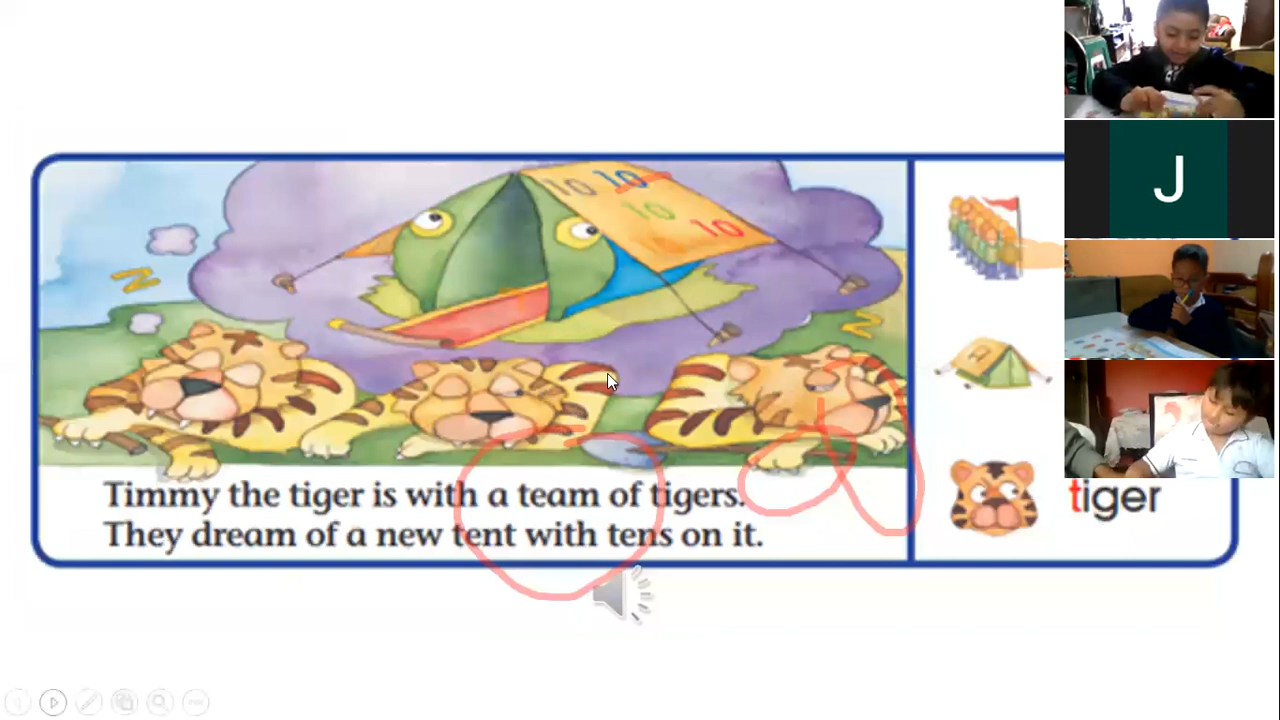 10 10
10
10
Timmy the tiger is with a team of tigers.
They dream of a new tent with tens on it.
tiger
J